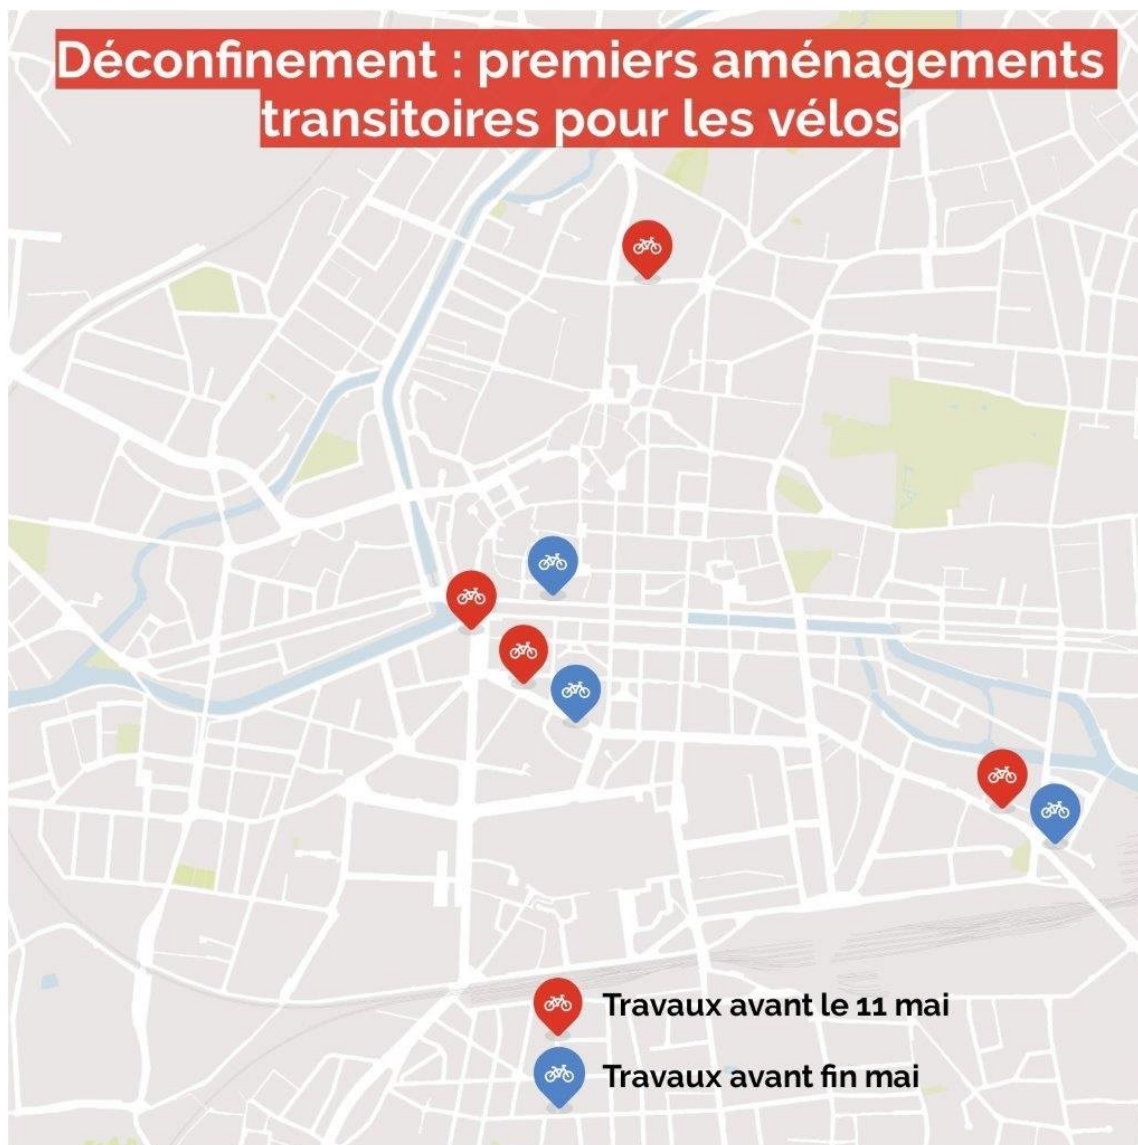 Déconfinement : premiers aménagements
transitoires pour les vélos
Travaux avant le 11 mai
Travaux avant fin mai